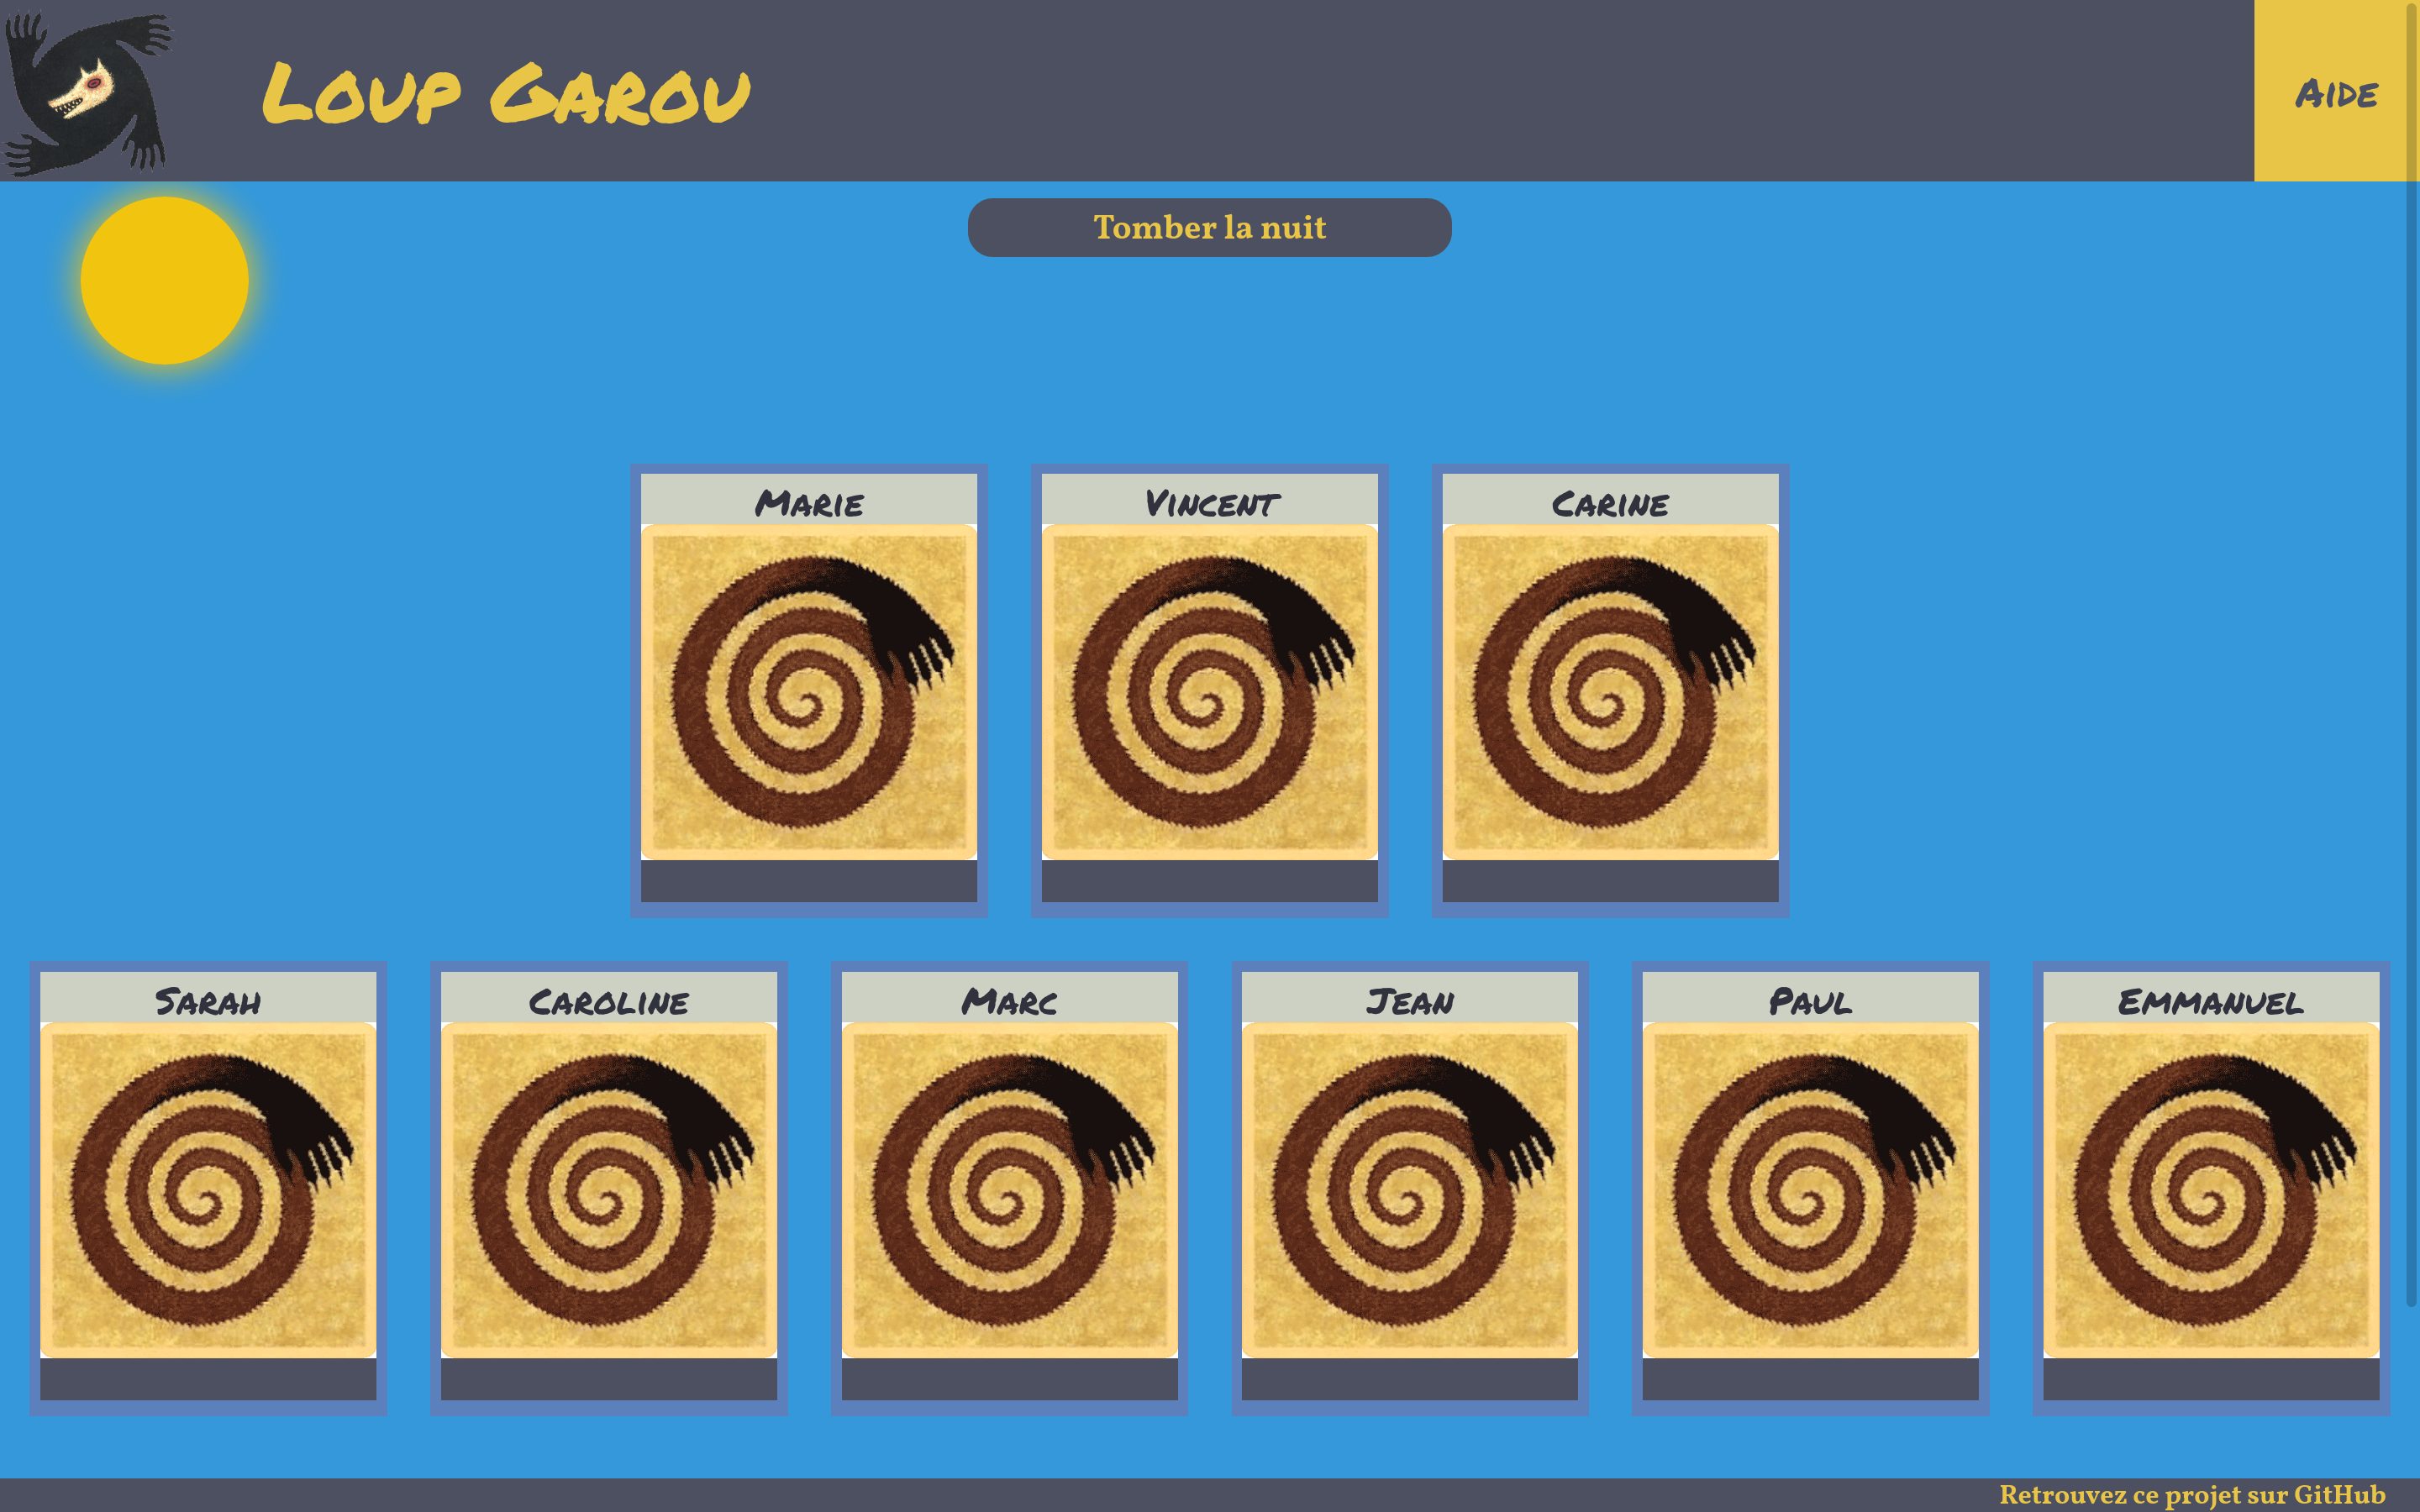 Loup Garou
Aide
Tomber la nuit
Marie
Vincent
Carine
Sarah
Caroline
Marc
Jean
Paul
Emmanuel
Retrouvez ce projet sur GitHub